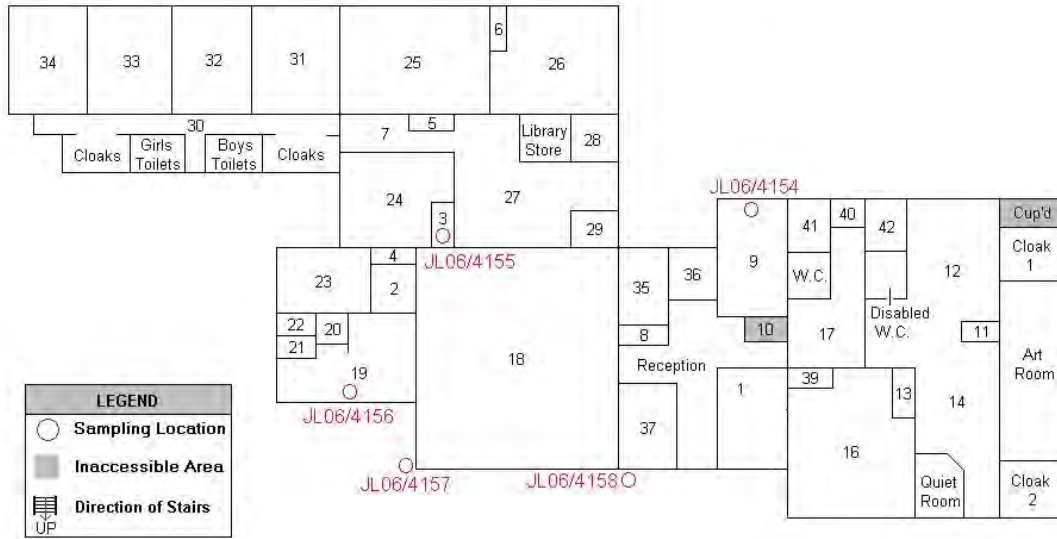 6
34
33
32
31
25
26
30
5
7
Library
Store
28
Cloaks
Girls
Toilets
Boys
Toilets
Cloaks
JL06/4154
24
3
27
29
41
40
42
Cup'd
JL06/4155
Cloak
1
4
23
2
35
36
9
W.C.
12
Disabled
W.C.
22
20
21
8
10
17
11
18
Reception
Art
Room
19
JL06/4156
39
13
1
14
37
16
LEGEND
Sampling Location
Inaccessible Area
Direction of Stairs
UP
JL06/4157
JL06/4158
Quiet
Room
Cloak
2